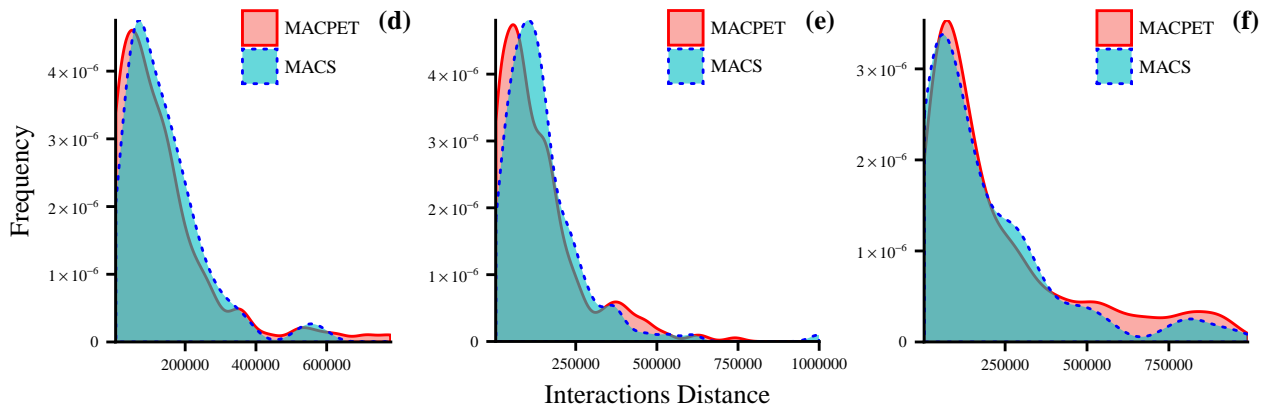 MACPET
MACS
(d)
4×10⁻⁶
3×10⁻⁶
2×10⁻⁶
1×10⁻⁶
0
200000 400000 600000
MACPET
MACS
(e)
4×10⁻⁶
3×10⁻⁶
2×10⁻⁶
1×10⁻⁶
0
250000 500000 750000 1000000
MACPET
MACS
(f)
3×10⁻⁶
2×10⁻⁶
1×10⁻⁶
0
250000 500000 750000
Frequency
Interactions Distance